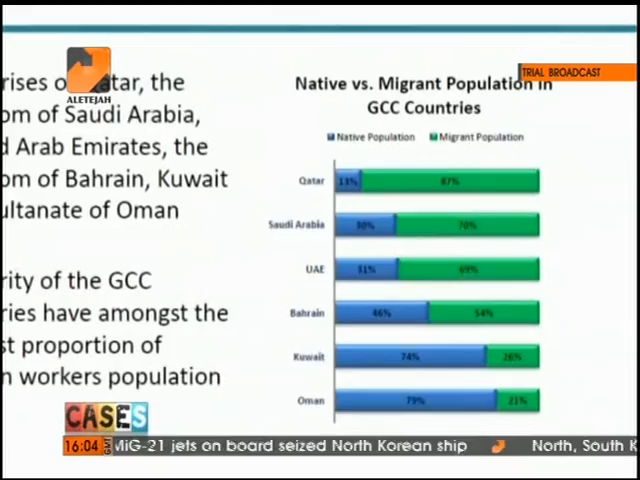 rises of Qatar, the
om of Saudi Arabia,
d Arab Emirates, the
om of Bahrain, Kuwait
ultanate of Oman
rity of the GCC
ries have amongst the
st proportion of
n workers population
ALETEJAH
TRIAL BROADCAST
Native vs. Migrant Population in
GCC Countries
Native Population Migrant Population
Qatar 13% 87%
Saudi Arabia 30% 70%
UAE 31% 69%
Bahrain 46% 54%
Kuwait 74% 26%
Oman 79% 21%
CASES
16:04 GMT MiG-21 jets on board seized North Korean ship North, South K